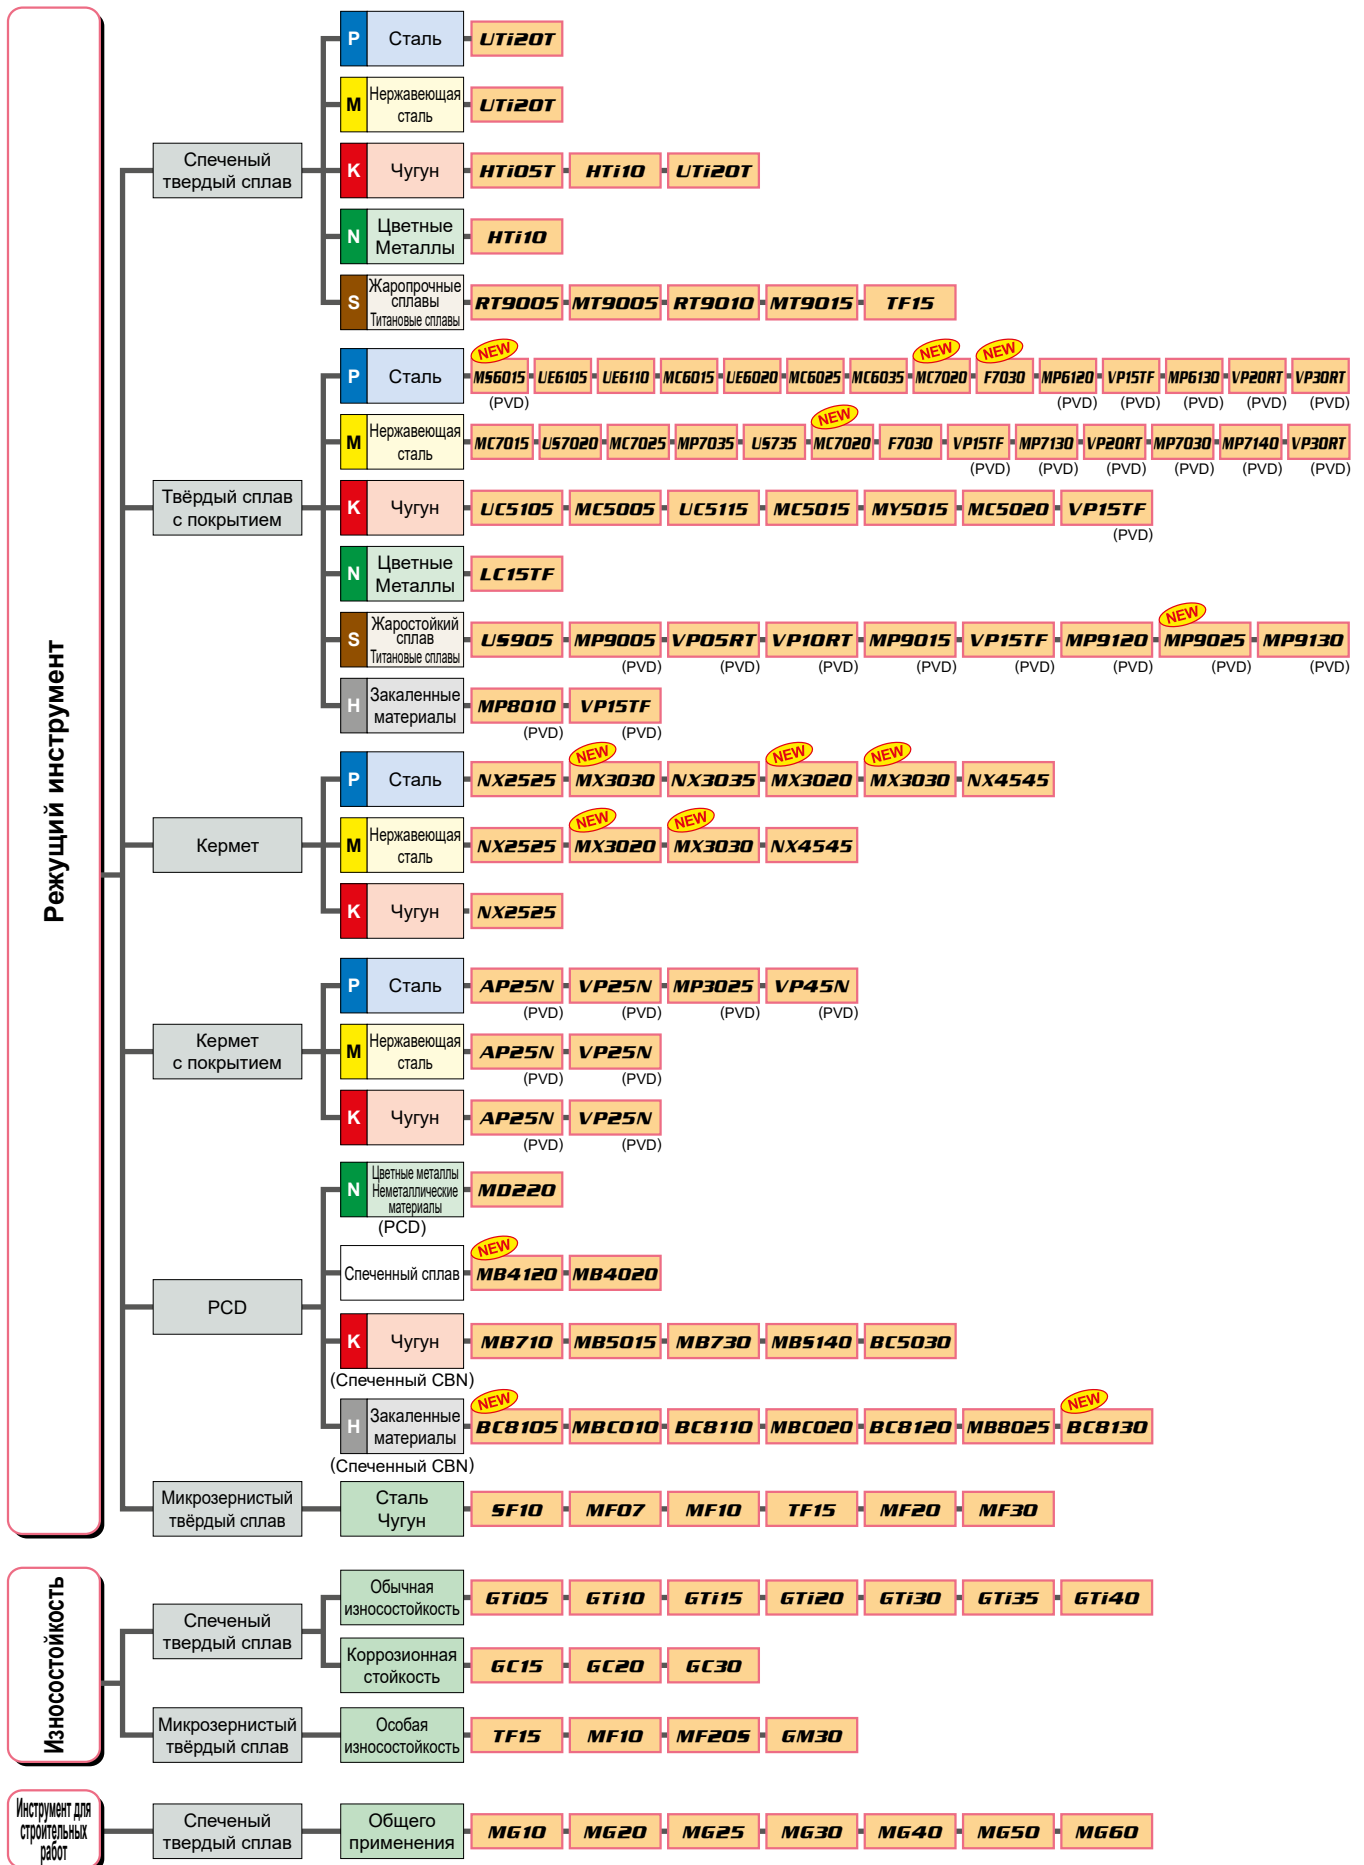 Режущий инструмент
Спеченый
твердый сплав
P Сталь UTi20T
M Нержавеющая
сталь UTi20T
K Чугун HTi05T HTi10 UTi20T
N Цветные
Металлы HTi10
S Жаропрочные
сплавы
Титановые сплавы RT9005 MT9005 RT9010 MT9015 TF15
Твёрдый сплав
с покрытием
NEW NEW NEW
P Сталь MS6015 UE6105 UE6110 MC6015 UE6020 MC6025 MC6035 MC7020 F7030 MP6120 VP15TF MP6130 VP20RT VP30RT
(PVD) (PVD) (PVD) (PVD) (PVD) (PVD)
NEW
M Нержавеющая
сталь MC7015 US7020 MC7025 MP7035 US735 MC7020 F7030 VP15TF MP7130 VP20RT MP7030 MP7140 VP30RT
(PVD) (PVD) (PVD) (PVD) (PVD) (PVD)
K Чугун UC5105 MC5005 UC5115 MC5015 MY5015 MC5020 VP15TF
(PVD)
N Цветные
Металлы LC15TF
NEW
S Жаростойкий
сплав
Титановые сплавы US905 MP9005 VP05RT VP10RT MP9015 VP15TF MP9120 MP9025 MP9130
(PVD) (PVD) (PVD) (PVD) (PVD) (PVD) (PVD) (PVD)
H Закаленные
материалы MP8010 VP15TF
(PVD) (PVD)
Кермет
NEW NEW NEW
P Сталь NX2525 MX3030 NX3035 MX3020 MX3030 NX4545
NEW NEW
M Нержавеющая
сталь NX2525 MX3020 MX3030 NX4545
K Чугун NX2525
Кермет
с покрытием
P Сталь AP25N VP25N MP3025 VP45N
(PVD) (PVD) (PVD) (PVD)
M Нержавеющая
сталь AP25N VP25N
(PVD) (PVD)
K Чугун AP25N VP25N
(PVD) (PVD)
PCD
N Цветные металлы
Неметаллические
материалы MD220
(PCD)
NEW
Спеченный сплав MB4120 MB4020
K Чугун MB710 MB5015 MB730 MBS140 BC5030
(Спеченный CBN)
NEW NEW
H Закаленные
материалы BC8105 MBC010 BC8110 MBC020 BC8120 MB8025 BC8130
(Спеченный CBN)
Микрозернистый
твёрдый сплав
Сталь
Чугун SF10 MF07 MF10 TF15 MF20 MF30
Износостойкость
Спеченый
твердый сплав
Обычная
износостойкость GTi05 GTi10 GTi15 GTi20 GTi30 GTi35 GTi40
Коррозионная
стойкость GC15 GC20 GC30
Микрозернистый
твёрдый сплав
Особая
износостойкость TF15 MF10 MF20S GM30
Инструмент для
строительных
работ
Спеченый
твердый сплав
Общего
применения MG10 MG20 MG25 MG30 MG40 MG50 MG60